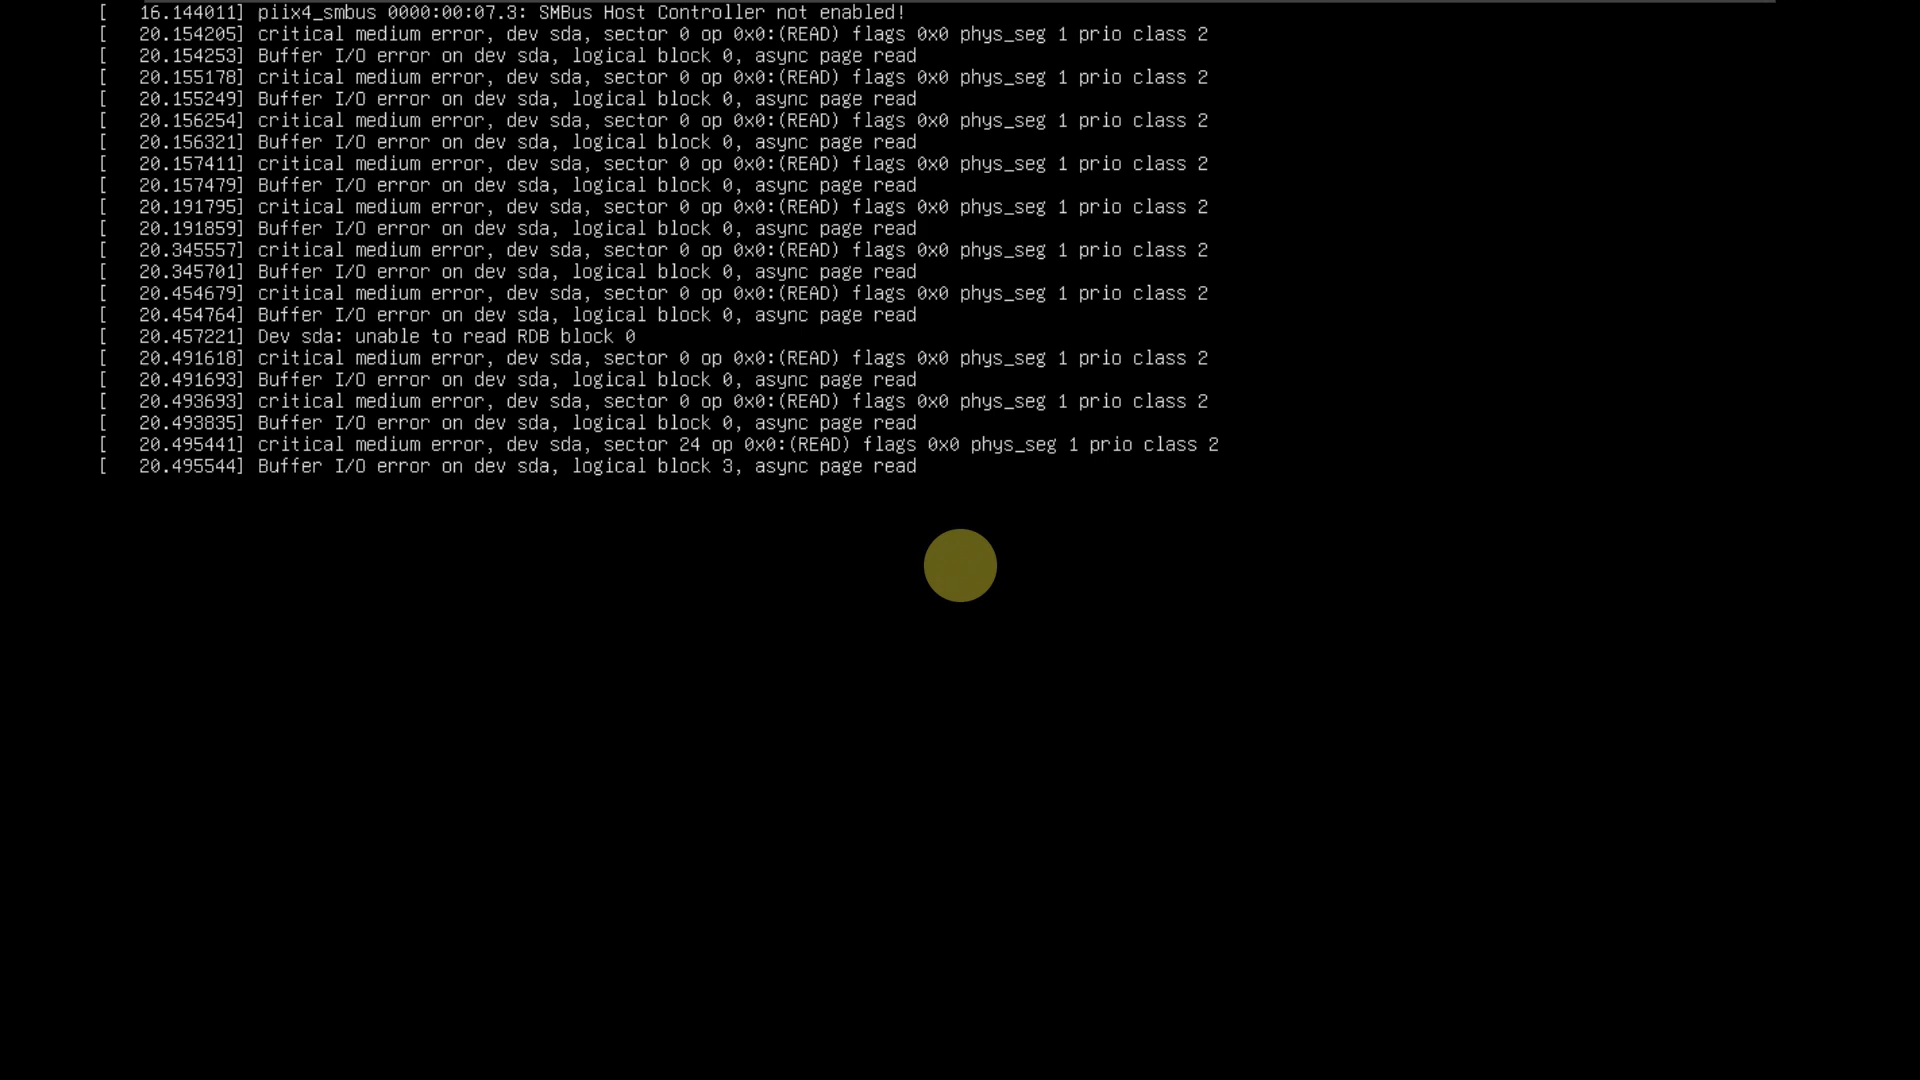 [   16.144011] piix4_smbus 0000:00:07.3: SMBus Host Controller not enabled!
[   20.154205] critical medium error, dev sda, sector 0 op 0x0:(READ) flags 0x0 phys_seg 1 prio class 2
[   20.154253] Buffer I/O error on dev sda, logical block 0, async page read
[   20.155178] critical medium error, dev sda, sector 0 op 0x0:(READ) flags 0x0 phys_seg 1 prio class 2
[   20.155249] Buffer I/O error on dev sda, logical block 0, async page read
[   20.156254] critical medium error, dev sda, sector 0 op 0x0:(READ) flags 0x0 phys_seg 1 prio class 2
[   20.156321] Buffer I/O error on dev sda, logical block 0, async page read
[   20.157411] critical medium error, dev sda, sector 0 op 0x0:(READ) flags 0x0 phys_seg 1 prio class 2
[   20.157479] Buffer I/O error on dev sda, logical block 0, async page read
[   20.191795] critical medium error, dev sda, sector 0 op 0x0:(READ) flags 0x0 phys_seg 1 prio class 2
[   20.191859] Buffer I/O error on dev sda, logical block 0, async page read
[   20.345557] critical medium error, dev sda, sector 0 op 0x0:(READ) flags 0x0 phys_seg 1 prio class 2
[   20.345701] Buffer I/O error on dev sda, logical block 0, async page read
[   20.454679] critical medium error, dev sda, sector 0 op 0x0:(READ) flags 0x0 phys_seg 1 prio class 2
[   20.454764] Buffer I/O error on dev sda, logical block 0, async page read
[   20.457221] Dev sda: unable to read RDB block 0
[   20.491618] critical medium error, dev sda, sector 0 op 0x0:(READ) flags 0x0 phys_seg 1 prio class 2
[   20.491693] Buffer I/O error on dev sda, logical block 0, async page read
[   20.493693] critical medium error, dev sda, sector 0 op 0x0:(READ) flags 0x0 phys_seg 1 prio class 2
[   20.493835] Buffer I/O error on dev sda, logical block 0, async page read
[   20.495441] critical medium error, dev sda, sector 24 op 0x0:(READ) flags 0x0 phys_seg 1 prio class 2
[   20.495544] Buffer I/O error on dev sda, logical block 3, async page read